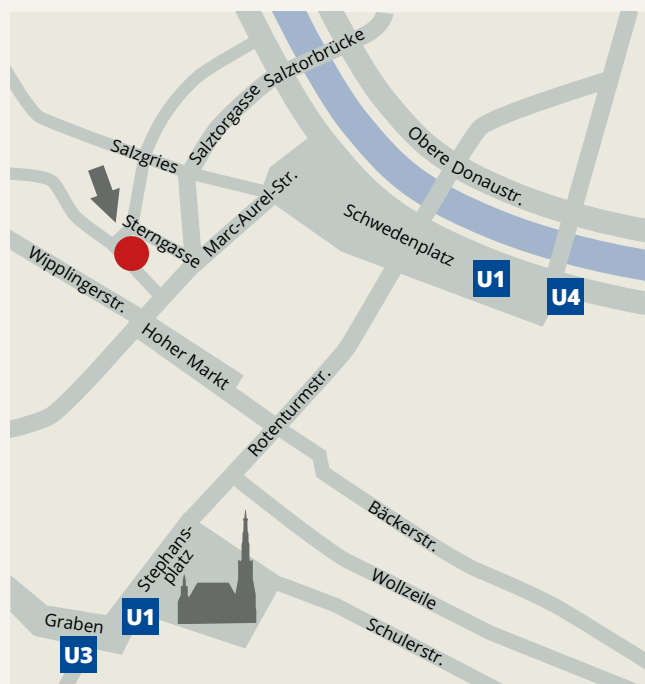 Salztorbrücke
Salztorgasse
Salzgries
Obere Donaustr.
Marc-Aurel-Str.
Sterngasse
Schwedenplatz
Wipplingerstr.
U1
U4
Hoher Markt
Rotenturmstr.
Bäckerstr.
Stephans-
platz
Wollzeile
U1
Graben
Schulerstr.
U3